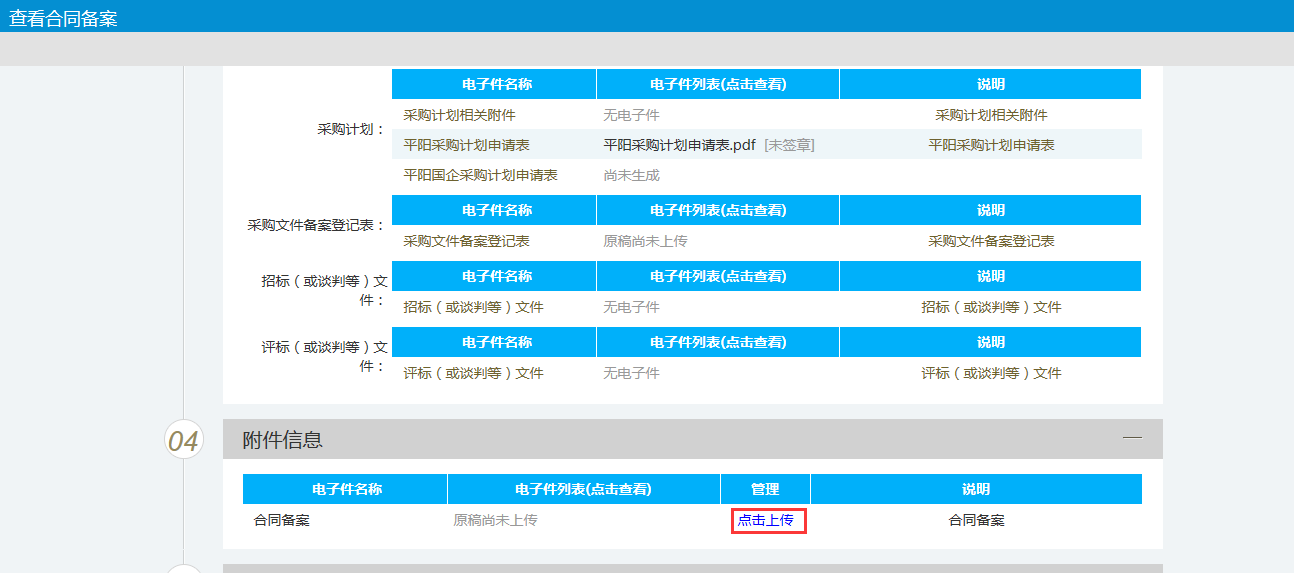 查看合同备案
电子件名称 电子件列表(点击查看) 说明
采购计划：
采购计划相关附件 无电子件 采购计划相关附件
平阳采购计划申请表 平阳采购计划申请表.pdf [未签章] 平阳采购计划申请表
平阳国企采购计划申请表 尚未生成
电子件名称 电子件列表(点击查看) 说明
采购文件备案登记表：
采购文件备案登记表 原稿尚未上传 采购文件备案登记表
电子件名称 电子件列表(点击查看) 说明
招标（或谈判等）文
件：
招标（或谈判等）文件 无电子件 招标（或谈判等）文件
电子件名称 电子件列表(点击查看) 说明
评标（或谈判等）文
件：
评标（或谈判等）文件 无电子件 评标（或谈判等）文件
04 附件信息
电子件名称 电子件列表(点击查看) 管理 说明
合同备案 原稿尚未上传 点击上传 合同备案